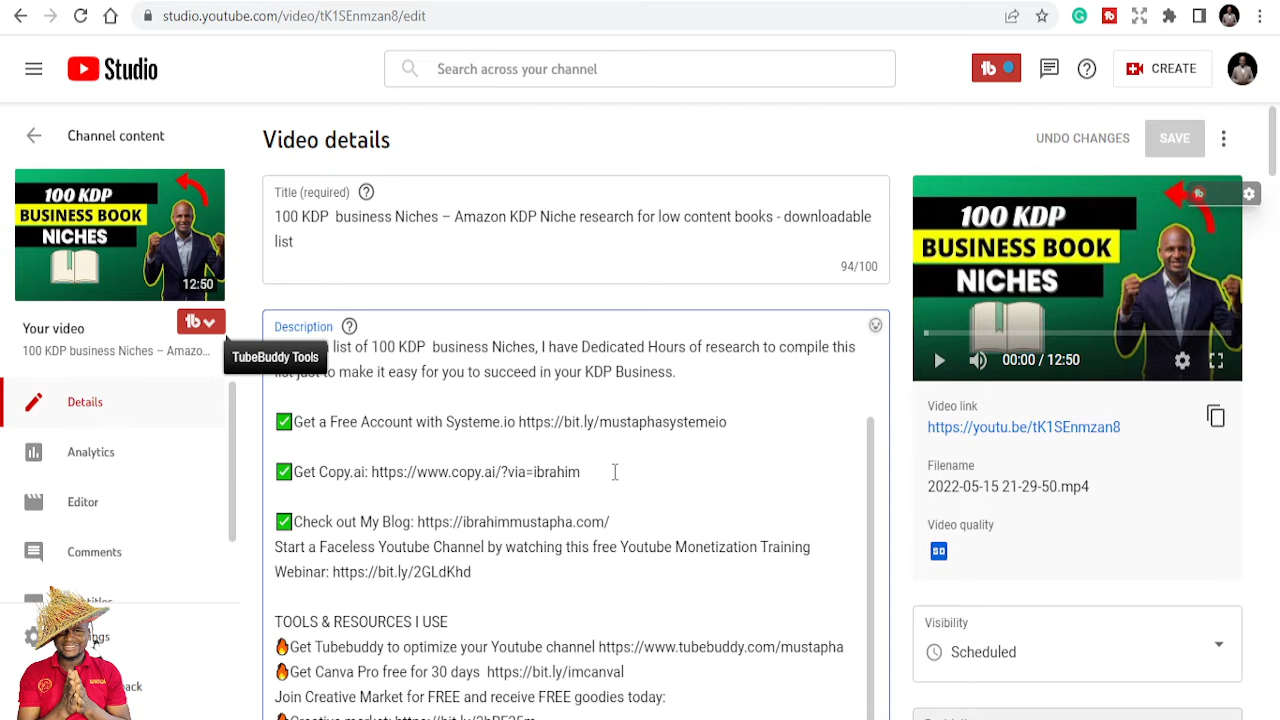 studio.youtube.com/video/tK1SEnmzan8/edit
Studio
Search across your channel
CREATE
Channel content
Video details
UNDO CHANGES
SAVE
100 KDP
BUSINESS BOOK
NICHES
12:50
Title (required)
100 KDP  business Niches – Amazon KDP Niche research for low content books - downloadable
list
94/100
100 KDP
BUSINESS BOOK
NICHES
00:00 / 12:50
Your video
100 KDP business Niches – Amazo...
TubeBuddy Tools
Description
list of 100 KDP  business Niches, I have Dedicated Hours of research to compile this
list just to make it easy for you to succeed in your KDP Business.
✅Get a Free Account with Systeme.io https://bit.ly/mustaphasystemeio
✅Get Copy.ai: https://www.copy.ai/?via=ibrahim
✅Check out My Blog: https://ibrahimmustapha.com/
Start a Faceless Youtube Channel by watching this free Youtube Monetization Training
Webinar: https://bit.ly/2GLdKhd
TOOLS & RESOURCES I USE
🔥Get Tubebuddy to optimize your Youtube channel https://www.tubebuddy.com/mustapha
🔥Get Canva Pro free for 30 days  https://bit.ly/imcanval
Join Creative Market for FREE and receive FREE goodies today:
Details
Analytics
Editor
Comments
Video link
https://youtu.be/tK1SEnmzan8
Filename
2022-05-15 21-29-50.mp4
Video quality
SD
Visibility
Scheduled